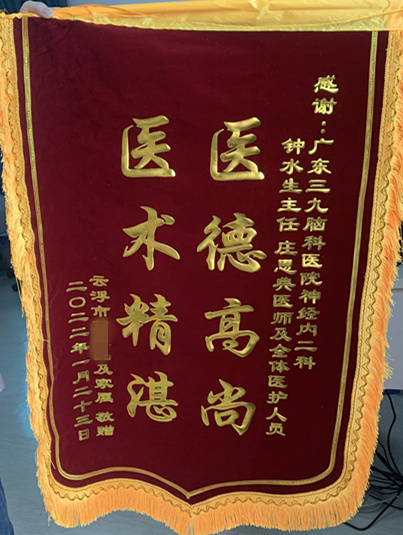 感谢：广东三九脑科医院神经内二科
钟水生主任 庄恩典医师及全体医护人员
医德高尚
医术精湛
云浮市 及家属 敬赠
二〇二二年一月二十三日